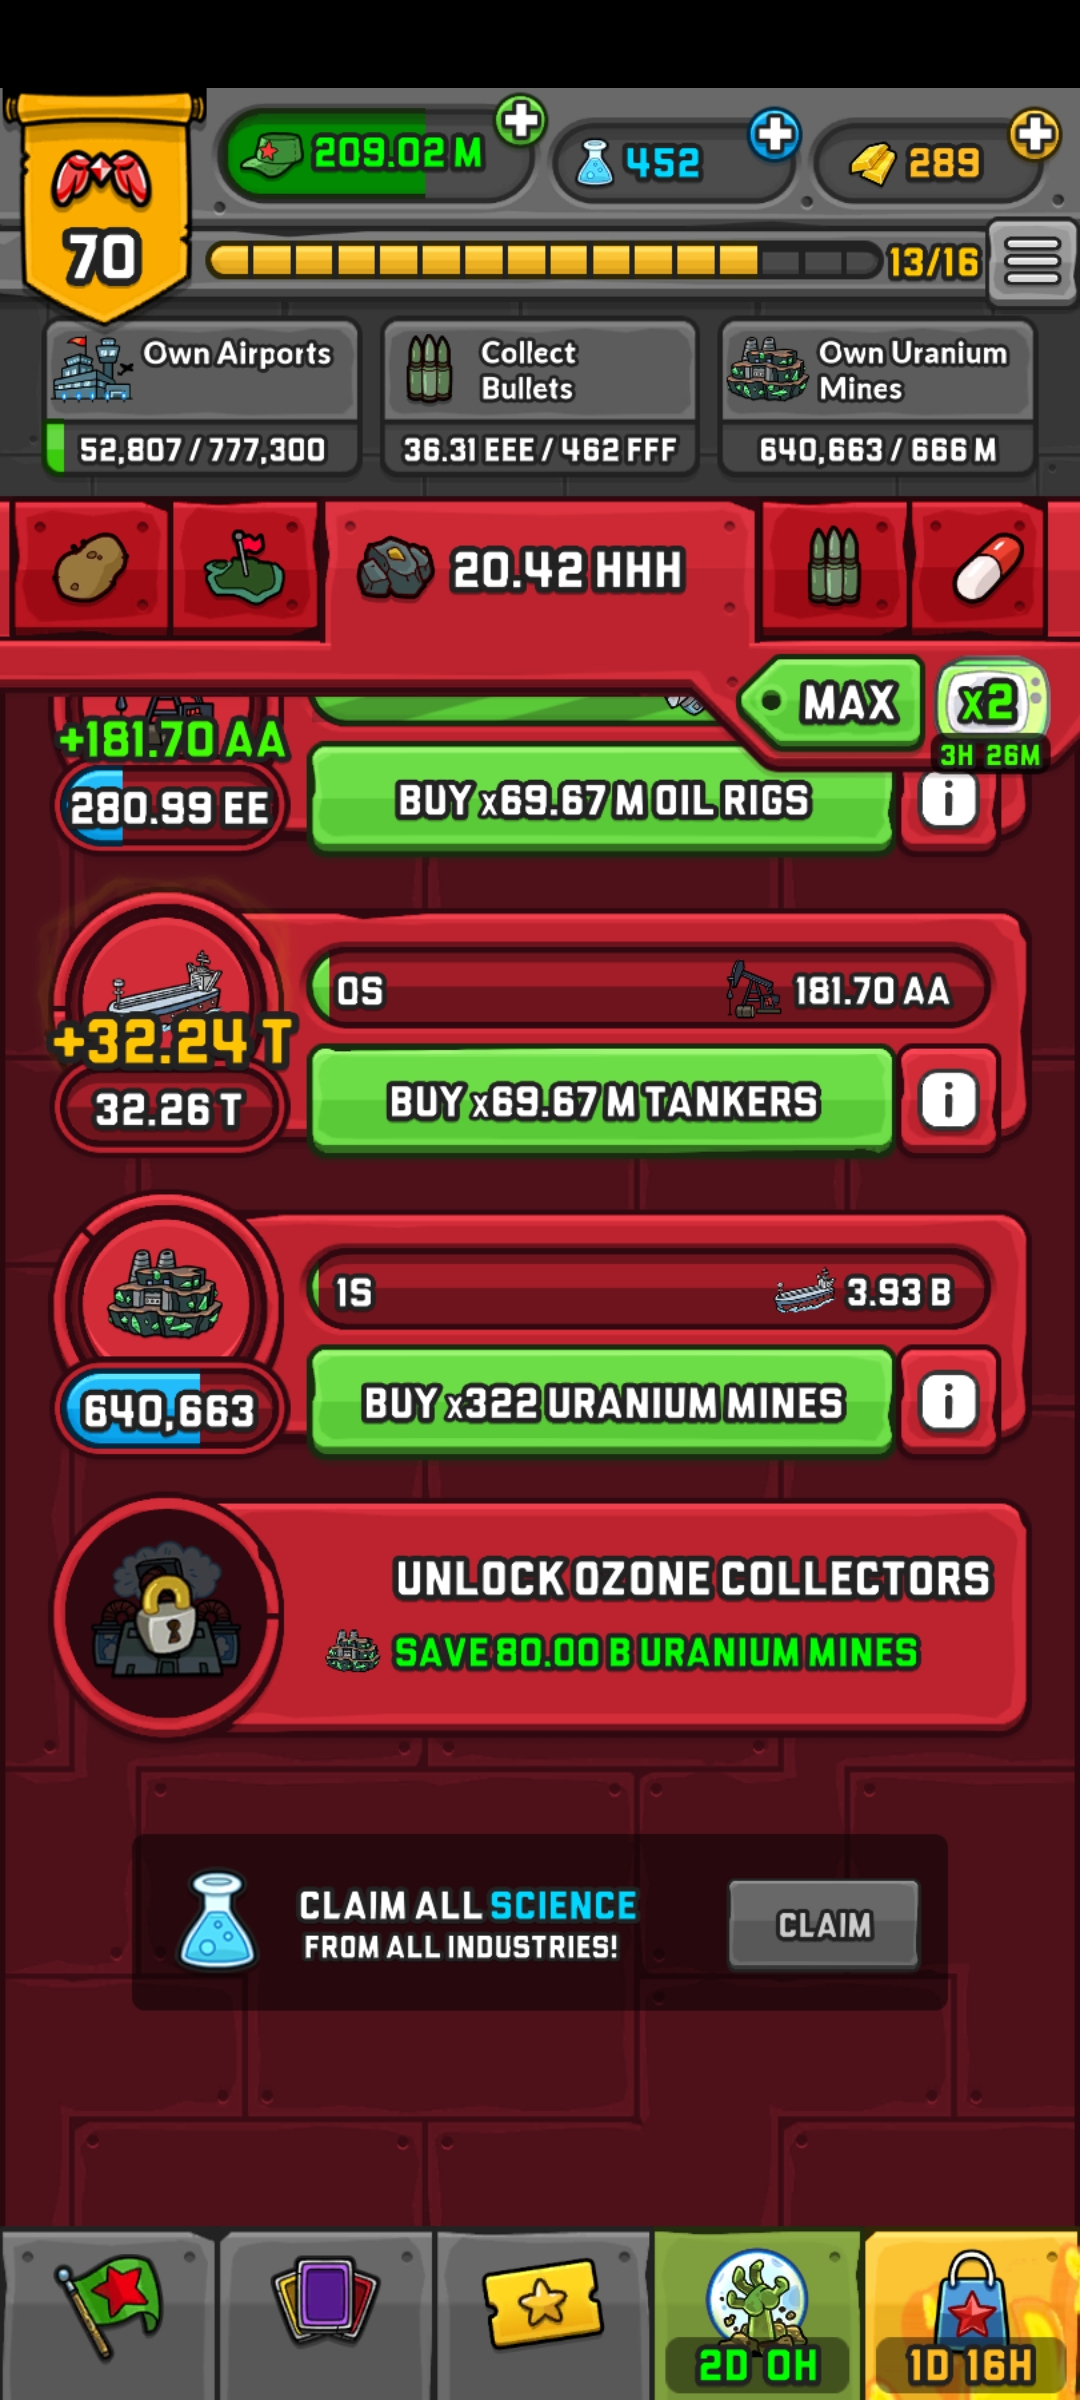 209.02 M
452
289
70
13/16
Own Airports
52,807 / 777,300
Collect
Bullets
36.31 EEE / 462 FFF
Own Uranium
Mines
640,663 / 666 M
20.42 HHH
MAX
x2
3H 26M
+181.70 AA
280.99 EE
BUY x69.67 M OIL RIGS
i
0S
181.70 AA
+32.24 T
32.26 T
BUY x69.67 M TANKERS
i
1S
3.93 B
640,663
BUY x322 URANIUM MINES
i
UNLOCK OZONE COLLECTORS
SAVE 80.00 B URANIUM MINES
CLAIM ALL SCIENCE
FROM ALL INDUSTRIES!
CLAIM
2D 0H
1D 16H